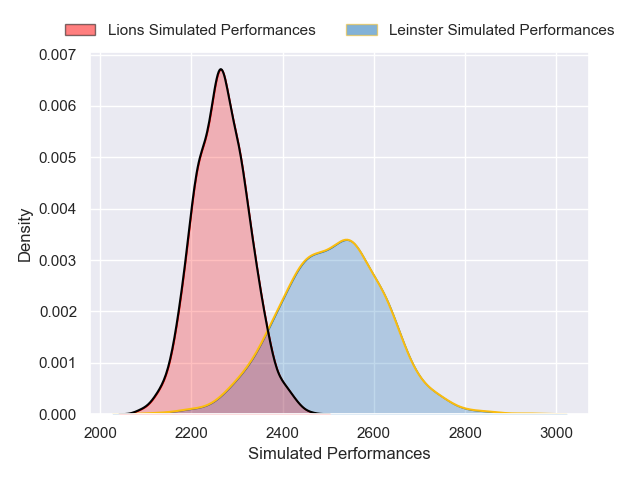 Lions Simulated Performances Leinster Simulated Performances
0.007
0.006
0.005
0.004
0.003
0.002
0.001
0.000
Density
2000 2200 2400 2600 2800 3000
Simulated Performances